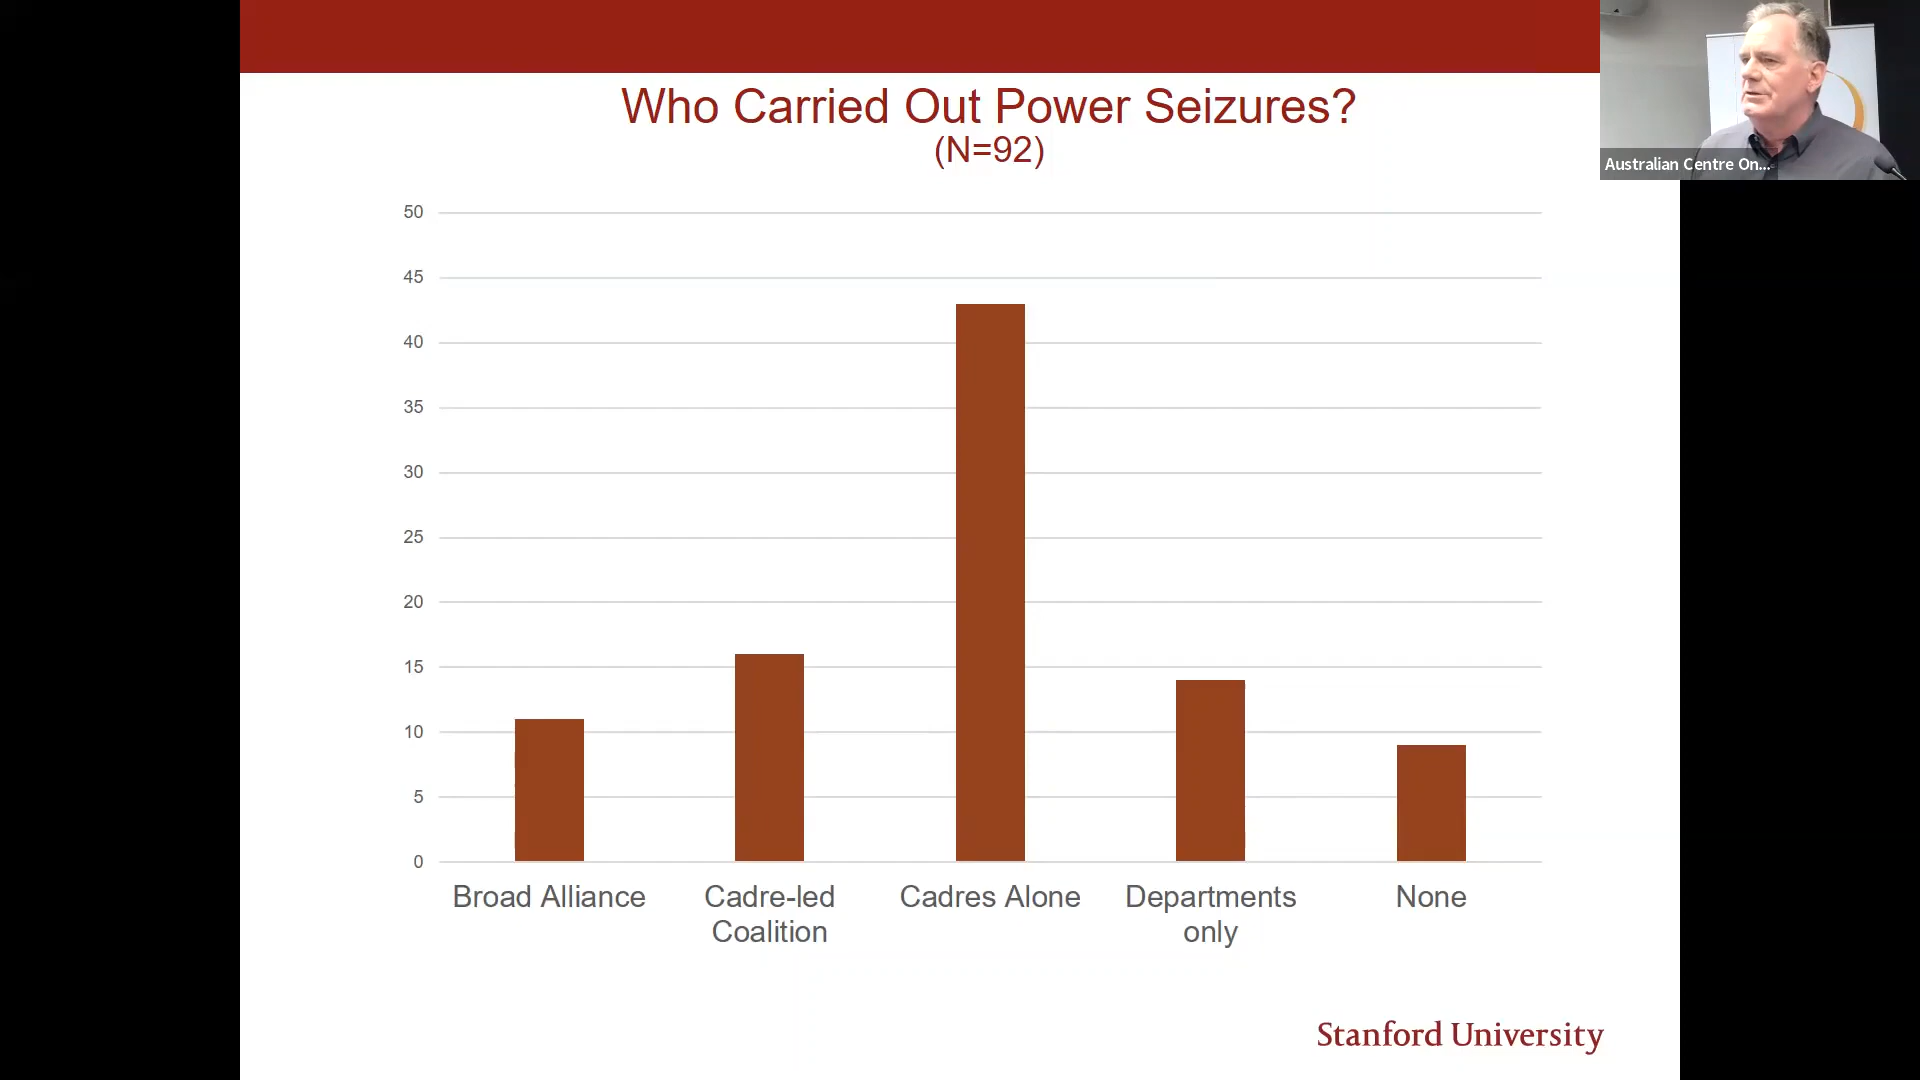 Who Carried Out Power Seizures?
(N=92)
Australian Centre On...
50
45
40
35
30
25
20
15
10
5
0
Broad Alliance
Cadre-led
Coalition
Cadres Alone
Departments
only
None
Stanford University